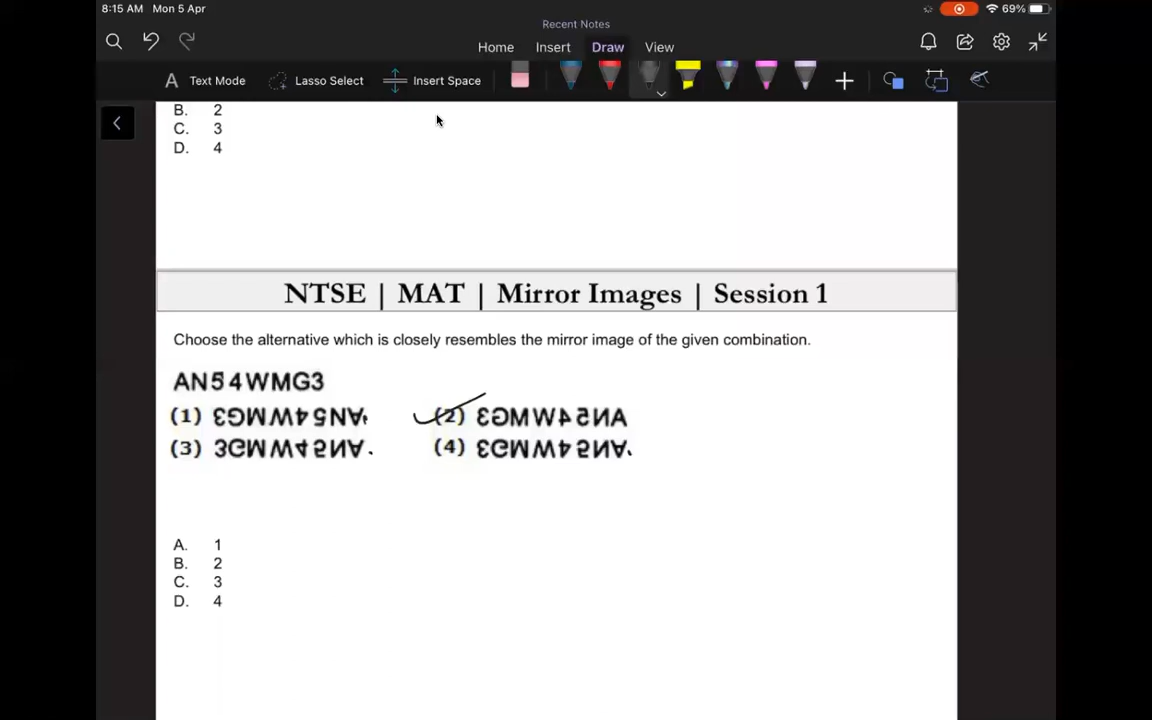 8:15 AM Mon 5 Apr
69%
Recent Notes
Home Insert Draw View
Text Mode Lasso Select Insert Space
B. 2
C. 3
D. 4
NTSE | MAT | Mirror Images | Session 1
Choose the alternative which is closely resembles the mirror image of the given combination.
AN54WMG3
(1)
(2)
(3)
(4)
A. 1
B. 2
C. 3
D. 4